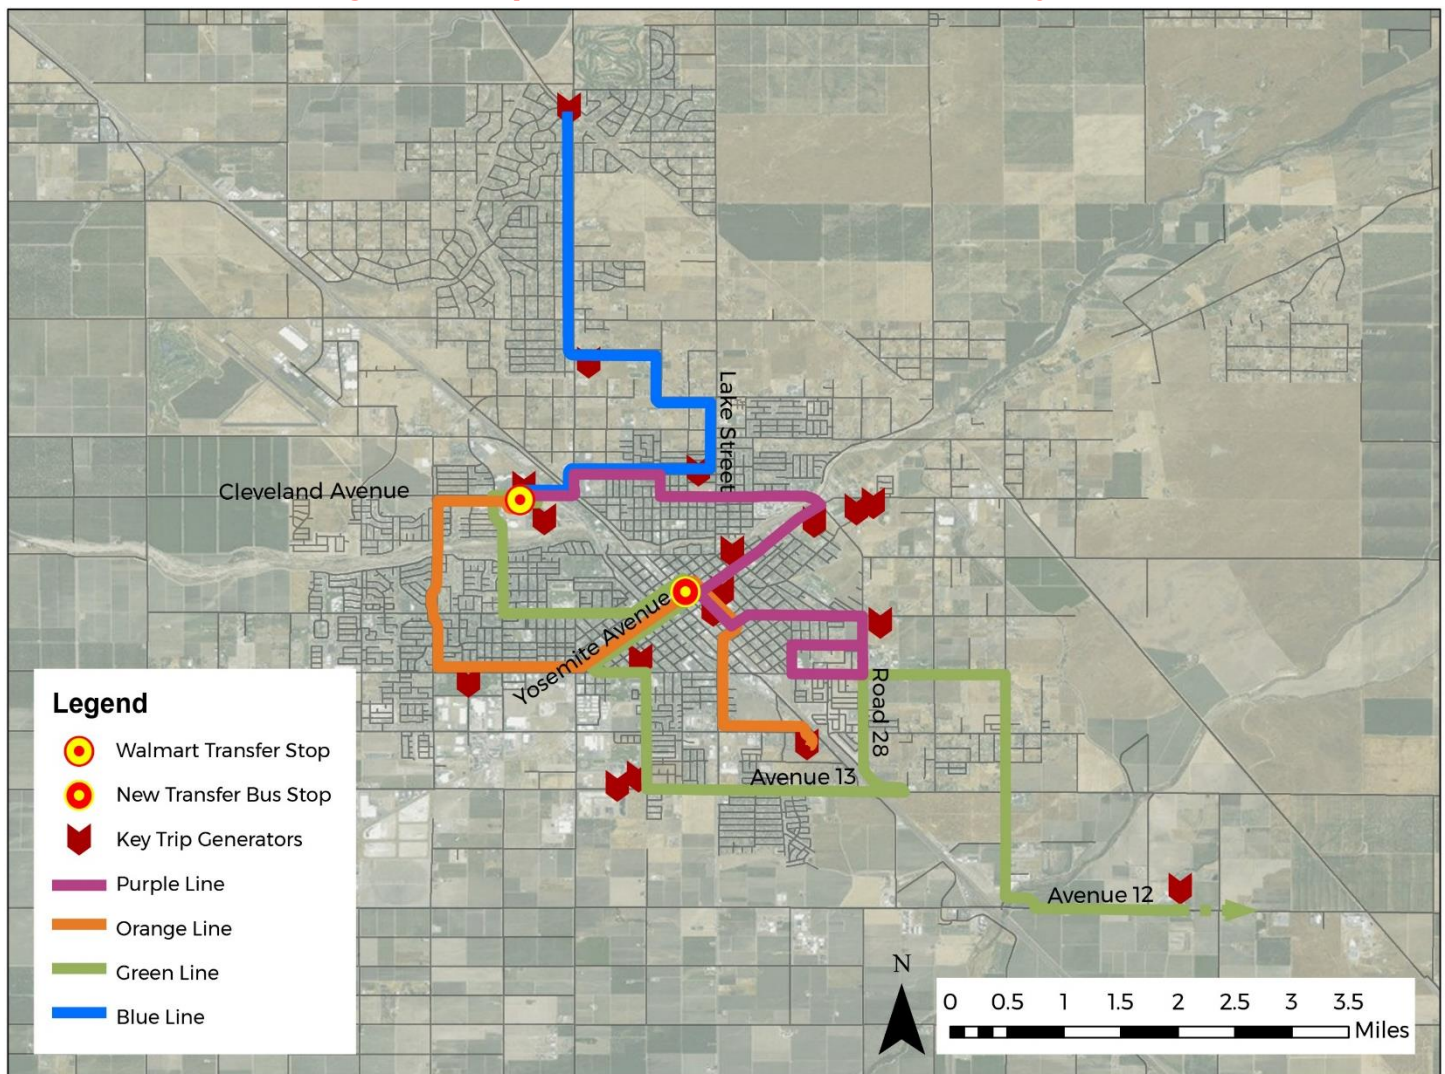 Lake Street
Cleveland Avenue
Yosemite Avenue
Road 28
Avenue 13
Avenue 12
Legend
Walmart Transfer Stop
New Transfer Bus Stop
Key Trip Generators
Purple Line
Orange Line
Green Line
Blue Line
N
0 0.5 1 1.5 2 2.5 3 3.5
Miles